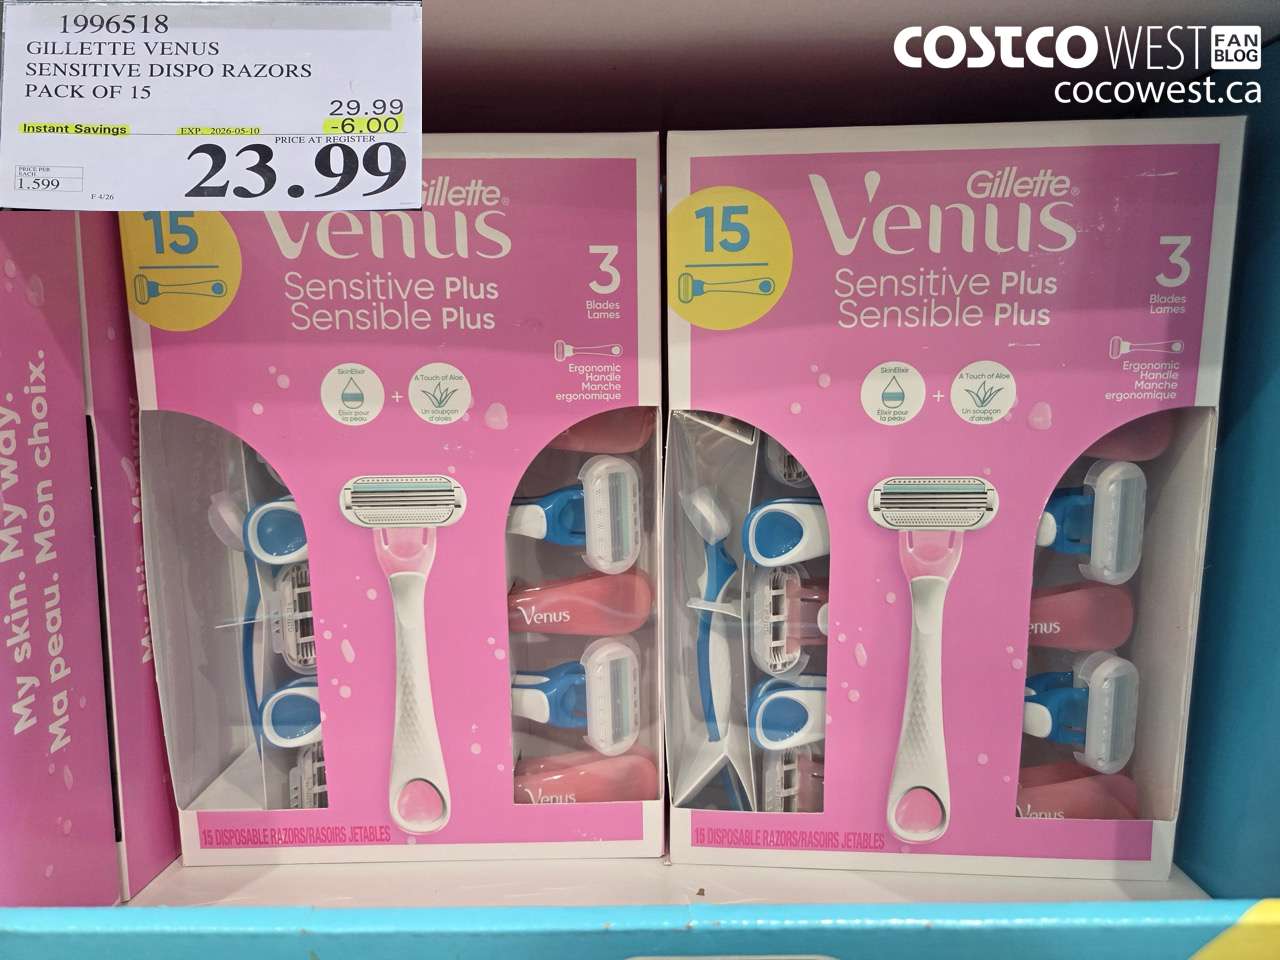 1996518
GILLETTE VENUS
SENSITIVE DISPO RAZORS
PACK OF 15
29.99
Instant Savings EXP. 2026-05-10 -6.00
PRICE AT REGISTER
23.99
PRICE PER
EACH
1.599
F 4/26
COSTCO WEST FAN BLOG
cocowest.ca
15
Gillette®
Venus
Sensitive Plus
Sensible Plus
3
Blades
Lames
Ergonomic
Handle
Manche
ergonomique
SkinElixir
Élixir pour
la peau
+
A Touch of Aloe
Un soupçon
d'aloès
Venus
Venus
15 DISPOSABLE RAZORS/RASOIRS JETABLES
15
Gillette®
Venus
Sensitive Plus
Sensible Plus
3
Blades
Lames
Ergonomic
Handle
Manche
ergonomique
SkinElixir
Élixir pour
la peau
+
A Touch of Aloe
Un soupçon
d'aloès
enus
Venus
15 DISPOSABLE RAZORS/RASOIRS JETABLES
My skin. My way.
Ma peau. Mon choix.